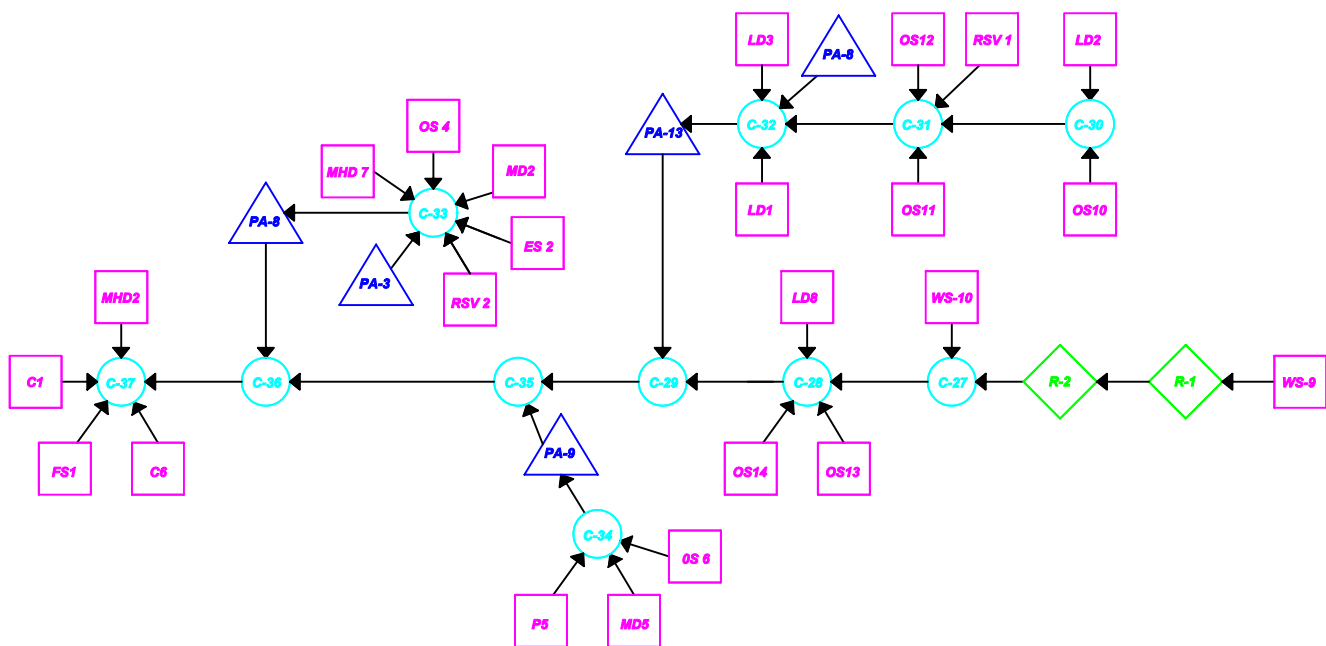 LD3
PA-8
OS12
RSV 1
LD2
PA-13
C-32
C-31
C-30
LD1
OS11
OS10
OS 4
MHD 7
MD2
PA-8
C-33
ES 2
PA-3
RSV 2
MHD2
LD8
WS-10
C1
C-37
C-36
C-35
C-29
C-28
C-27
R-2
R-1
WS-9
FS1
C6
PA-9
OS14
OS13
C-34
0S 6
P5
MD5